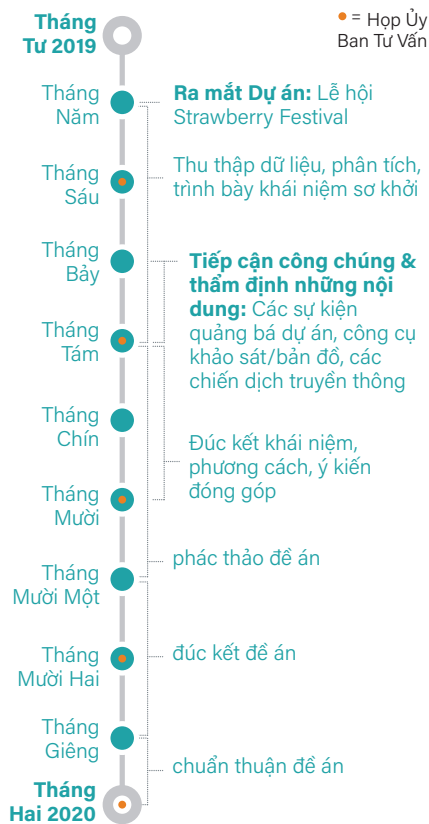 Tháng
Tư 2019
= Họp Ủy
Ban Tư Vấn
Tháng
Năm
Ra mắt Dự án: Lễ hội
Strawberry Festival
Tháng
Sáu
Thu thập dữ liệu, phân tích,
trình bày khái niệm sơ khởi
Tháng
Bảy
Tiếp cận công chúng &
thẩm định những nội
dung: Các sự kiện
quảng bá dự án, công cụ
khảo sát/bản đồ, các
chiến dịch truyền thông
Tháng
Tám
Tháng
Chín
Đúc kết khái niệm,
phương cách, ý kiến
đóng góp
Tháng
Mười
phác thảo đề án
Tháng
Mười Một
đúc kết đề án
Tháng
Mười Hai
Tháng
Giêng
chuẩn thuận đề án
Tháng
Hai 2020